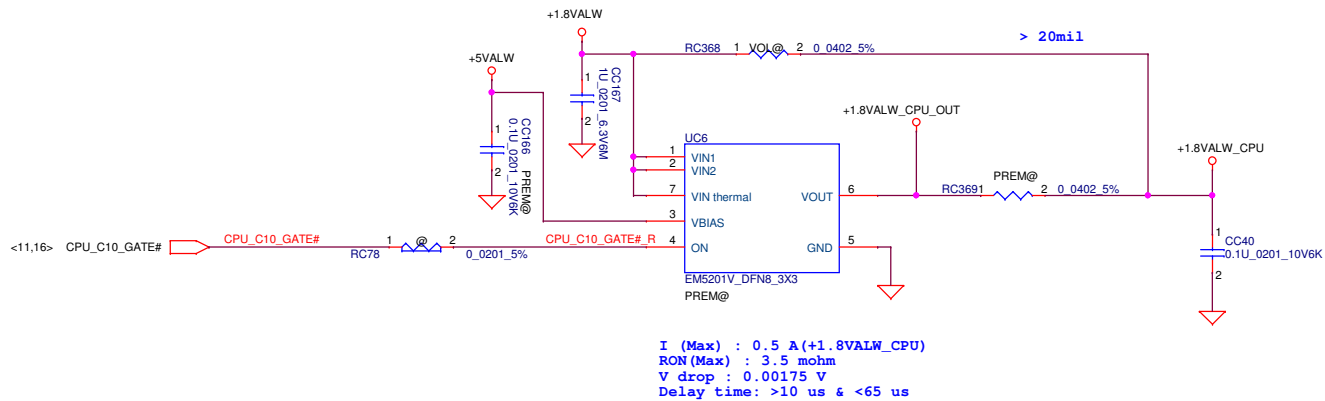 +1.8VALW
RC368 1 VOL@ 2 0_0402_5%
> 20mil
+5VALW
1
CC167
1U_0201_6.3V6M
2
+1.8VALW_CPU_OUT
1
CC166
0.1U_0201_10V6K
PREM@
2
UC6
+1.8VALW_CPU
1 VIN1
2 VIN2
7 VIN thermal
VOUT 6
RC369 1 PREM@ 2 0_0402_5%
3 VBIAS
<11,16> CPU_C10_GATE#
CPU_C10_GATE#
RC78 1 @ 2 0_0201_5%
CPU_C10_GATE#_R
4 ON
GND 5
1
CC40
0.1U_0201_10V6K
2
EM5201V_DFN8_3X3
PREM@
I (Max) : 0.5 A(+1.8VALW_CPU)
RON(Max) : 3.5 mohm
V drop : 0.00175 V
Delay time: >10 us & <65 us